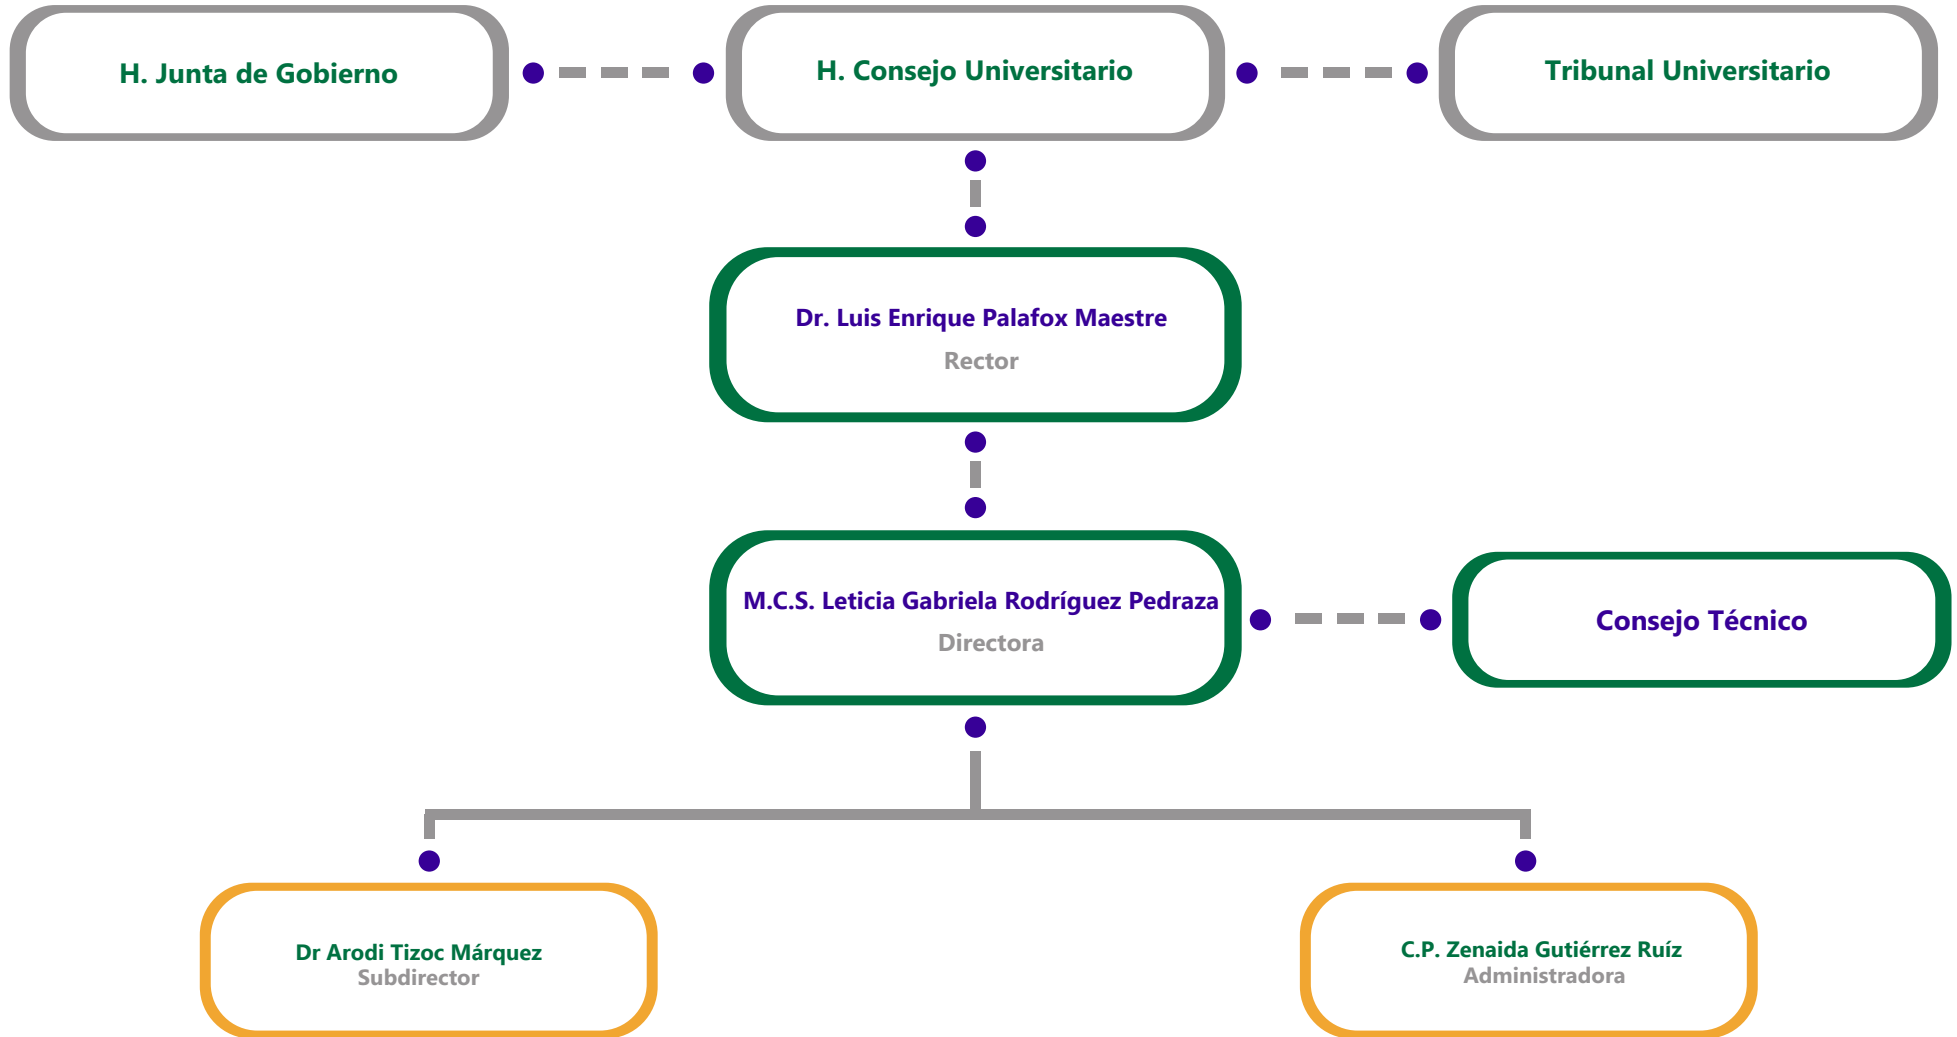 H. Junta de Gobierno
H. Consejo Universitario
Tribunal Universitario
Dr. Luis Enrique Palafox Maestre
Rector
M.C.S. Leticia Gabriela Rodríguez Pedraza
Directora
Consejo Técnico
Dr Arodi Tizoc Márquez
Subdirector
C.P. Zenaida Gutiérrez Ruíz
Administradora